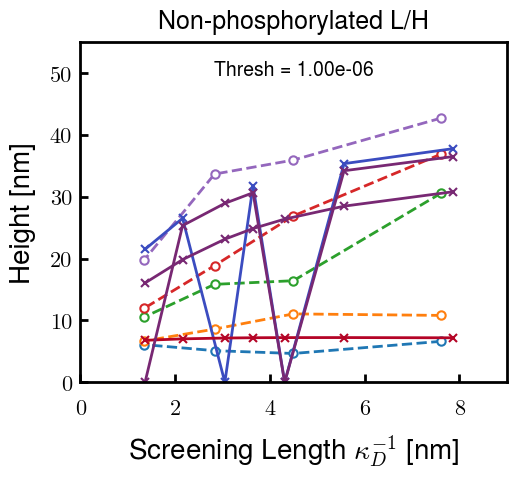 Non-phosphorylated L/H
Thresh = 1.00e-06
50
40
30
20
10
0
Height [nm]
0 2 4 6 8
Screening Length $\kappa_D^{-1}$ [nm]